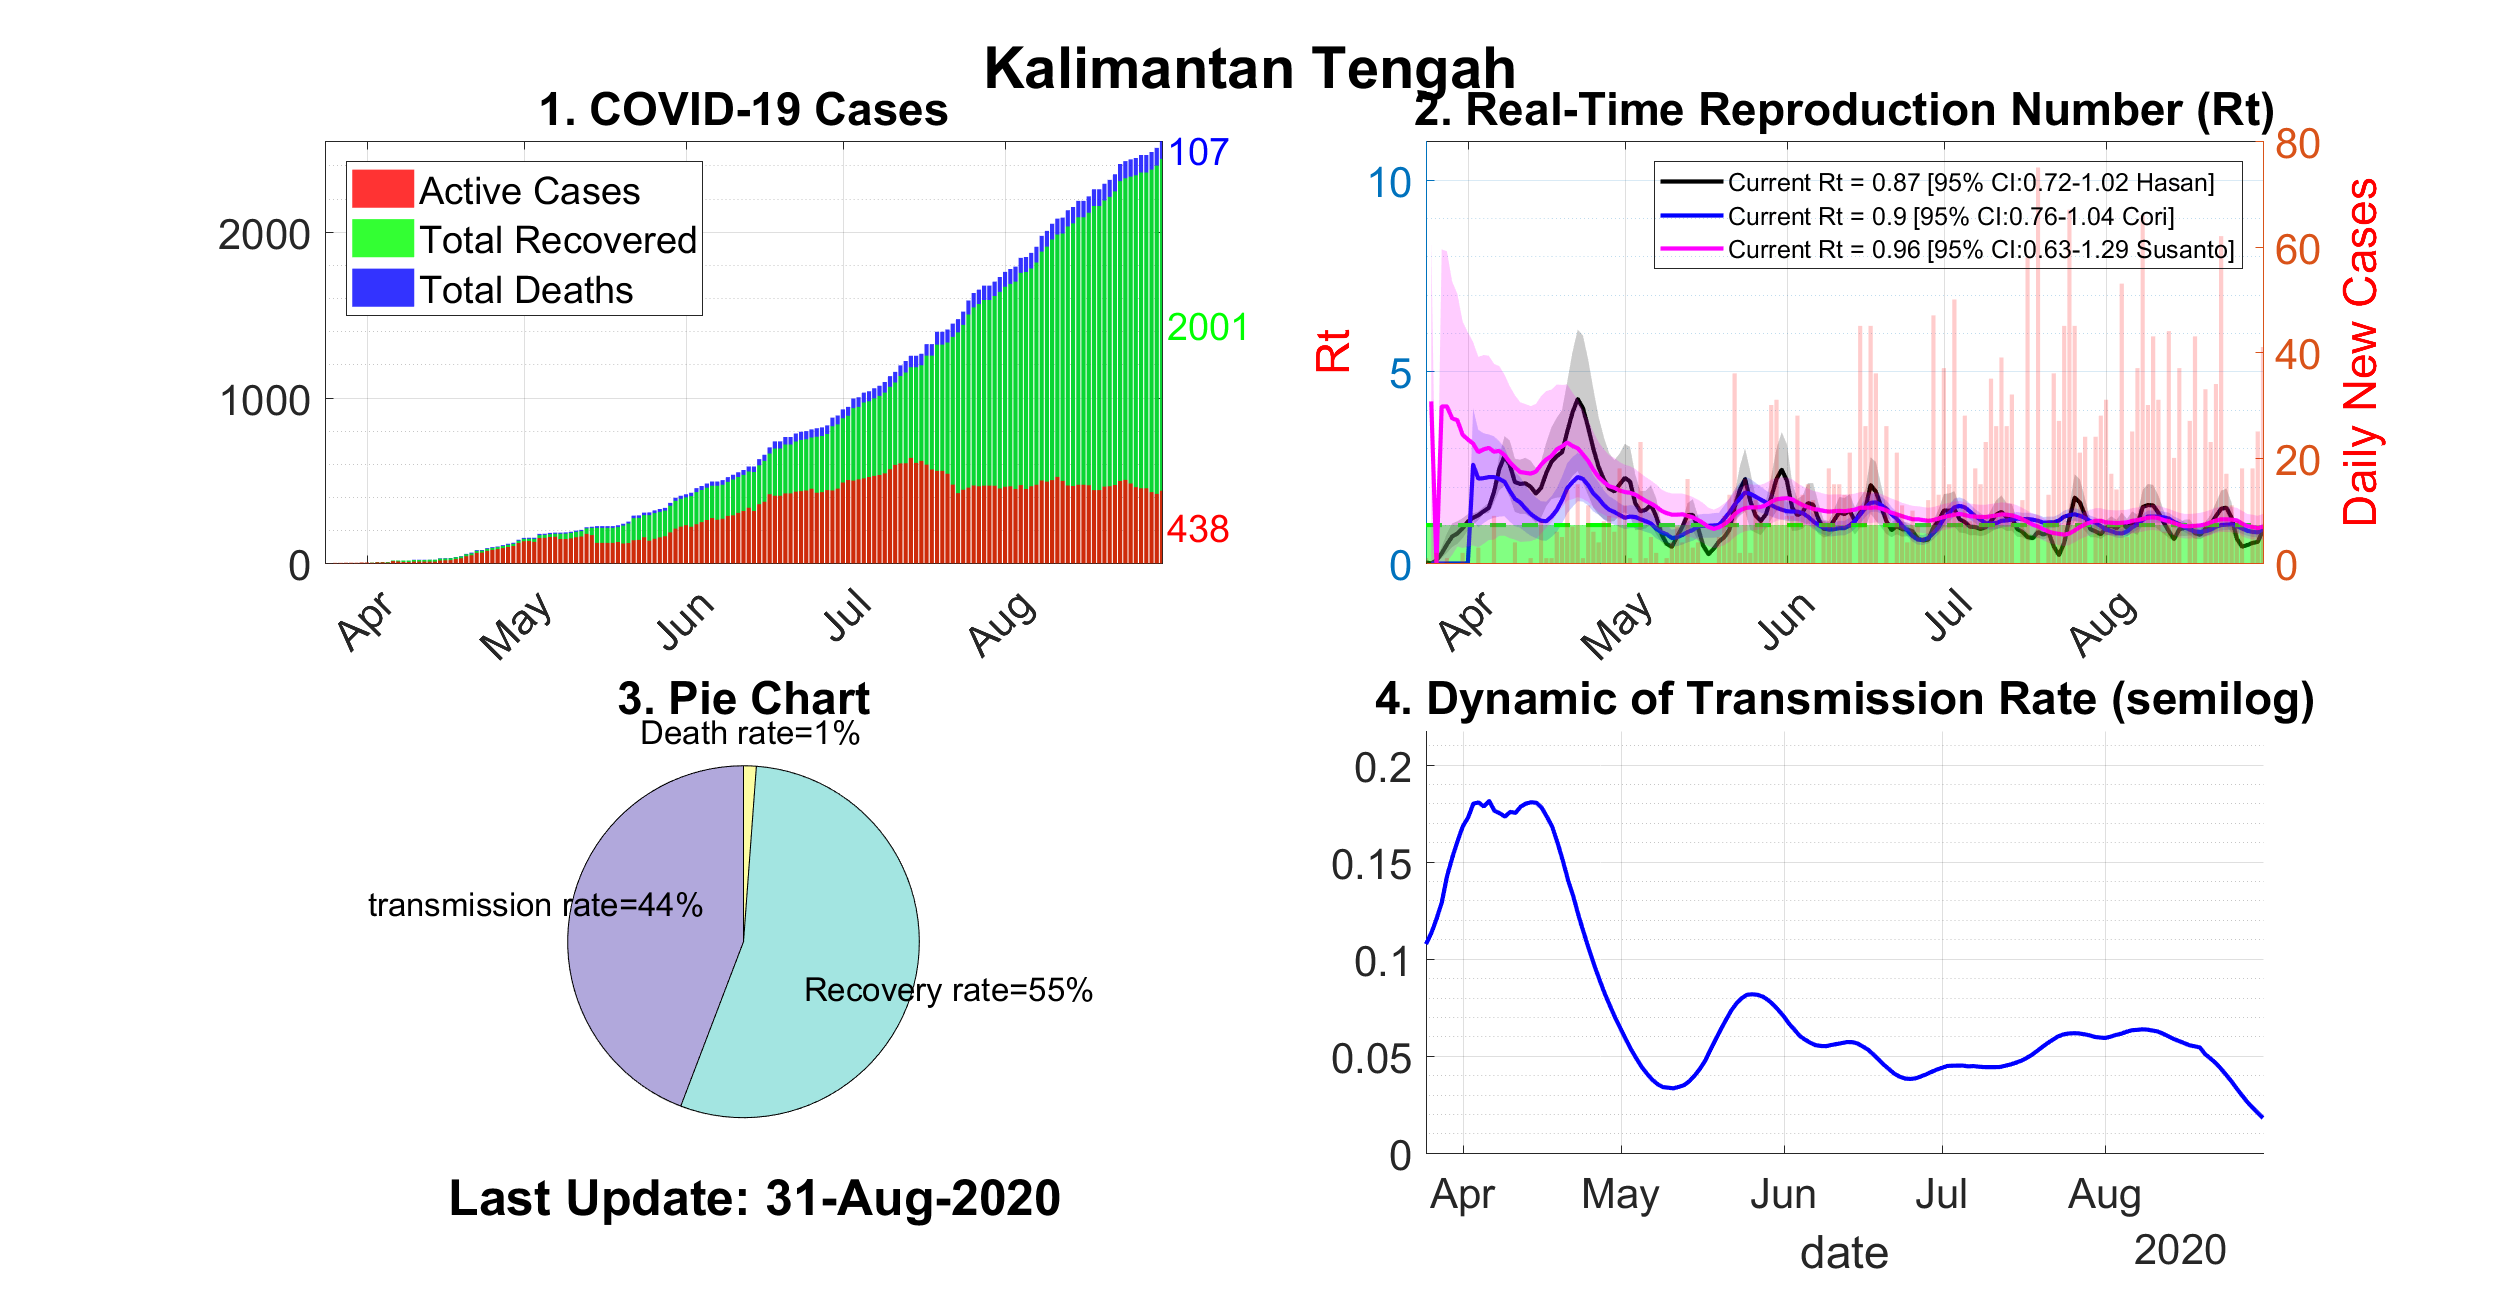 Kalimantan Tengah
1. COVID-19 Cases
107
2001
438
Active Cases
Total Recovered
Total Deaths
2000
1000
0
Apr
May
Jun
Jul
Aug
2. Real-Time Reproduction Number (Rt)
Current Rt = 0.87 [95% CI:0.72-1.02 Hasan]
Current Rt = 0.9 [95% CI:0.76-1.04 Cori]
Current Rt = 0.96 [95% CI:0.63-1.29 Susanto]
Rt
10
5
0
80
60
40
20
0
Daily New Cases
Apr
May
Jun
Jul
Aug
3. Pie Chart
Death rate=1%
transmission rate=44%
Recovery rate=55%
Last Update: 31-Aug-2020
4. Dynamic of Transmission Rate (semilog)
0.2
0.15
0.1
0.05
0
Apr
May
Jun
Jul
Aug
date
2020